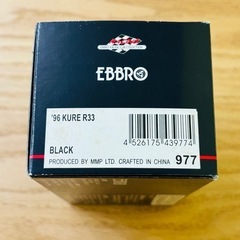 EBBRO
'96 KURE R33
4 526175 439774
BLACK
PRODUCED BY MMP LTD. CRAFTED IN CHINA 977